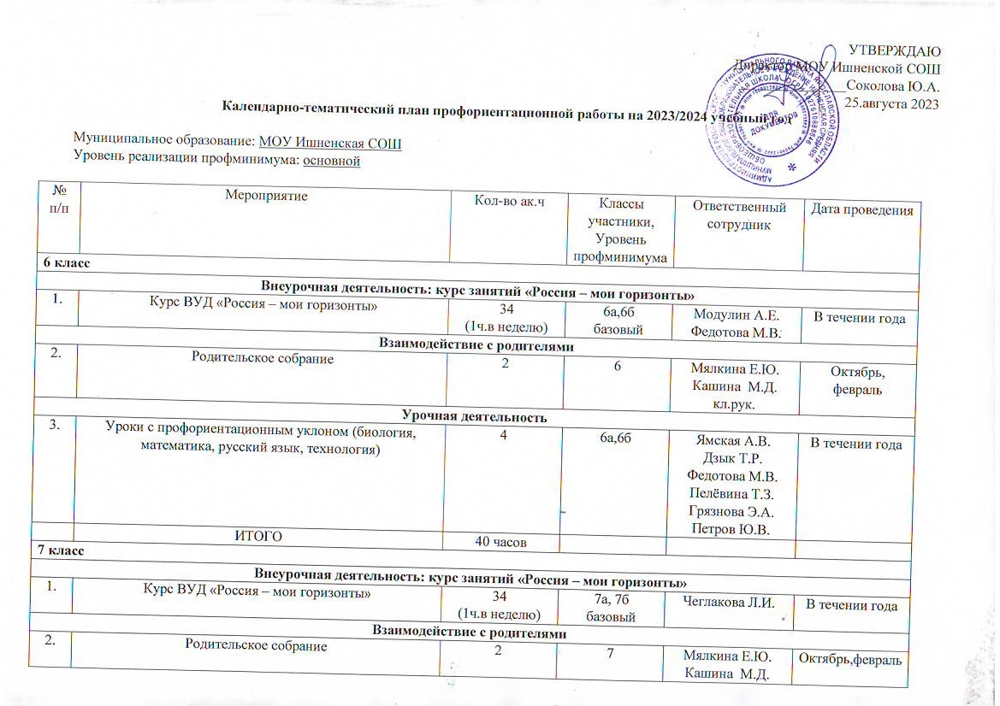 УТВЕРЖДАЮ
Директор МОУ Ишненской СОШ
Соколова Ю.А.
25.августа 2023
Календарно-тематический план профориентационной работы на 2023/2024 учебный год
Муниципальное образование: МОУ Ишненская СОШ
Уровень реализации профминимума: основной
№ п/п
Мероприятие
Кол-во ак.ч
Классы
участники,
Уровень
профминимума
Ответственный
сотрудник
Дата проведения
6 класс
Внеурочная деятельность: курс занятий «Россия – мои горизонты»
1.
Курс ВУД «Россия – мои горизонты»
34
(1ч.в неделю)
6а,6б
базовый
Модулин А.Е.
Федотова М.В.
В течении года
Взаимодействие с родителями
2.
Родительское собрание
2
6
Мялкина Е.Ю.
Кашина М.Д.
кл.рук.
Октябрь,
февраль
Урочная деятельность
3.
Уроки с профориентационным уклоном (биология,
математика, русский язык, технология)
4
6а,6б
Ямская А.В.
Дзык Т.Р.
Федотова М.В.
Пелёвина Т.З.
Грязнова Э.А.
Петров Ю.В.
В течении года
ИТОГО
40 часов
7 класс
Внеурочная деятельность: курс занятий «Россия – мои горизонты»
1.
Курс ВУД «Россия – мои горизонты»
34
(1ч.в неделю)
7а, 7б
базовый
Чеглакова Л.И.
В течении года
Взаимодействие с родителями
2.
Родительское собрание
2
7
Мялкина Е.Ю.
Кашина М.Д.
Октябрь,февраль
ДЛЯ
ДОКУМЕНТОВ